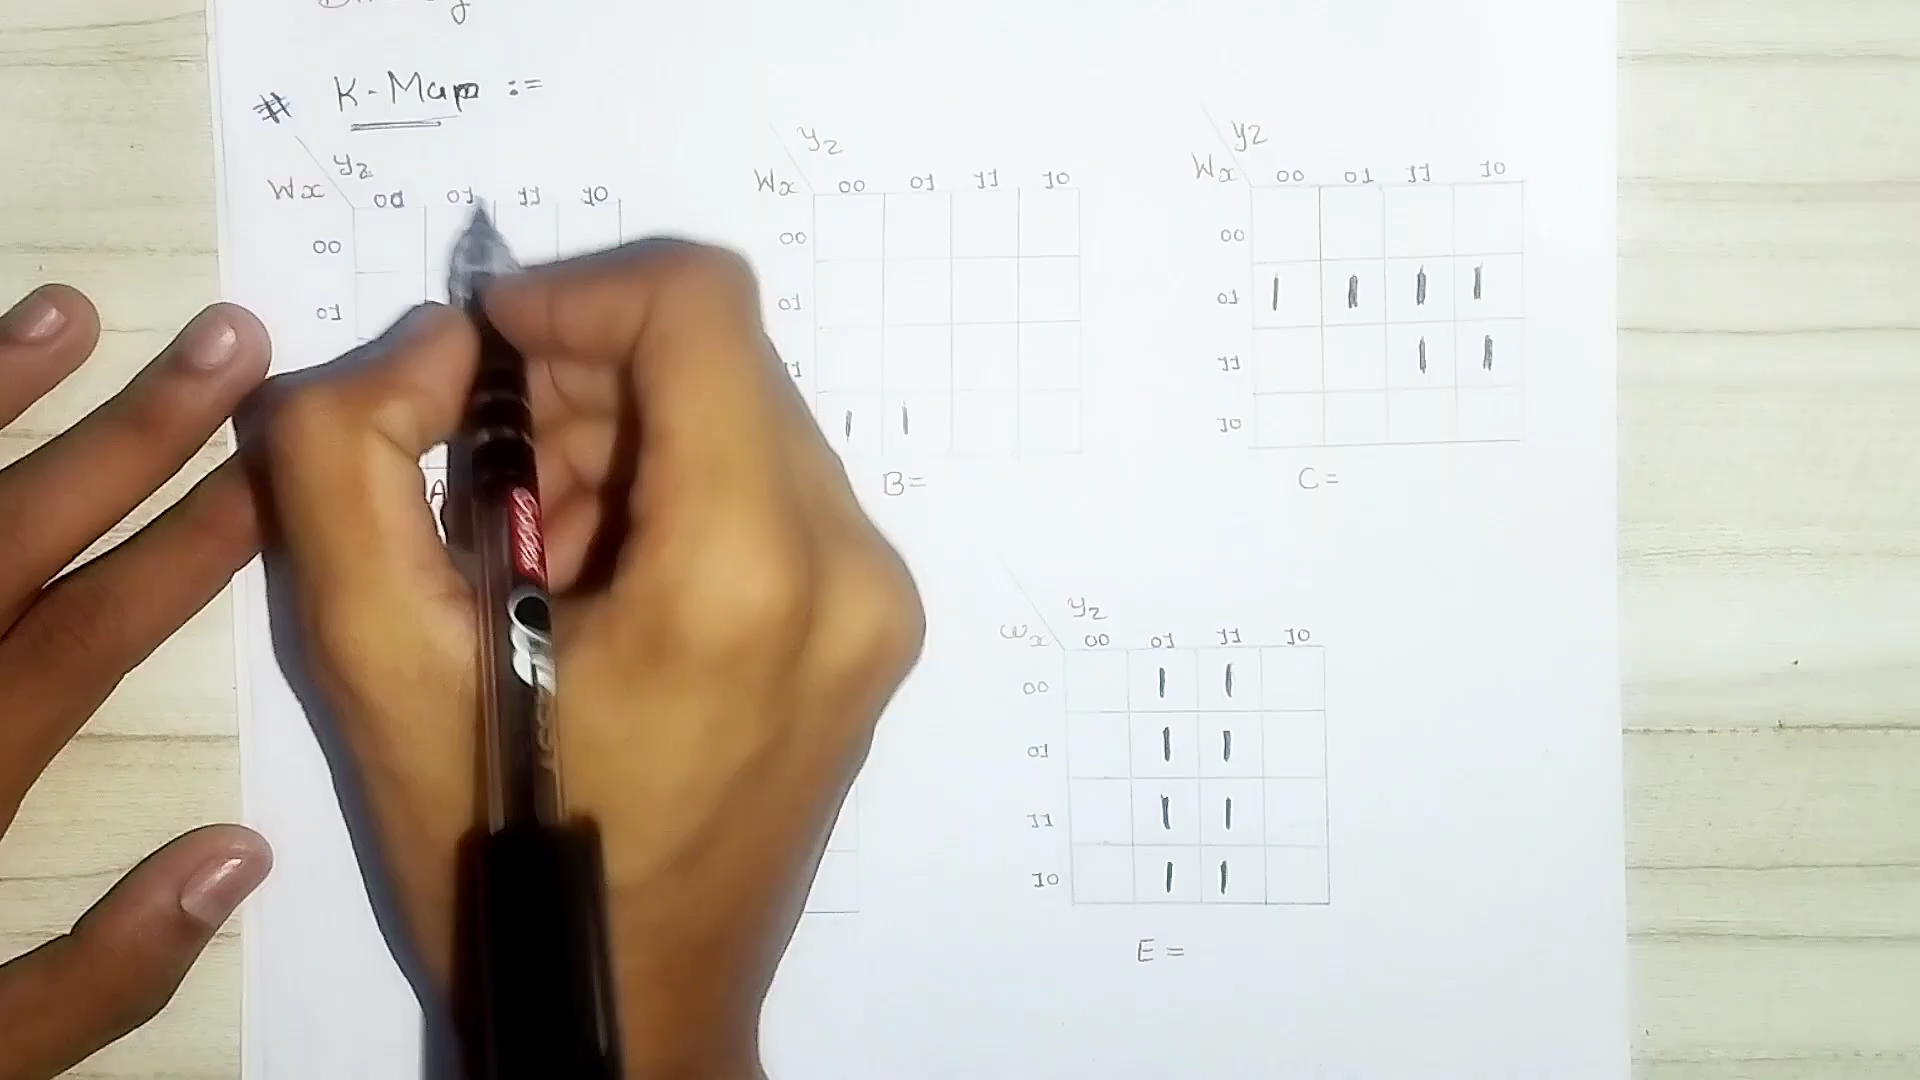 # K-Map :=
yz
Wx 00 01 11 10
00
01
A
yz
Wx 00 01 11 10
00
01
11
10
1 1
B=
yz
Wx 00 01 11 10
00
01 1 1 1 1
11 1 1
10
C=
yz
wx 00 01 11 10
00 1 1
01 1 1
11 1 1
10 1 1
E=